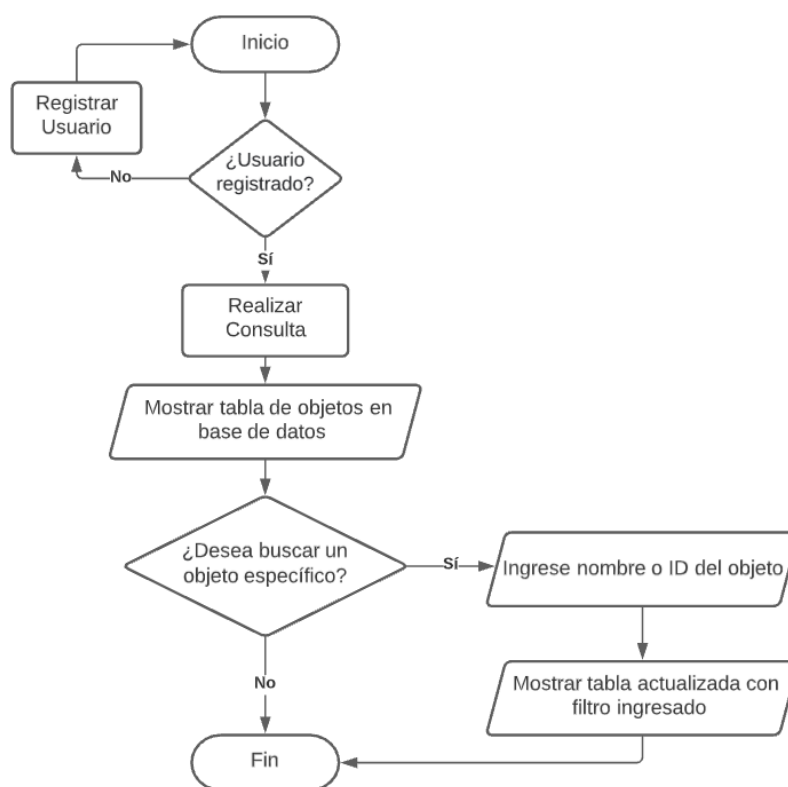 Inicio
Registrar
Usuario
¿Usuario
registrado?
No
Sí
Realizar
Consulta
Mostrar tabla de objetos en
base de datos
¿Desea buscar un
objeto específico?
Sí
Ingrese nombre o ID del objeto
No
Mostrar tabla actualizada con
filtro ingresado
Fin